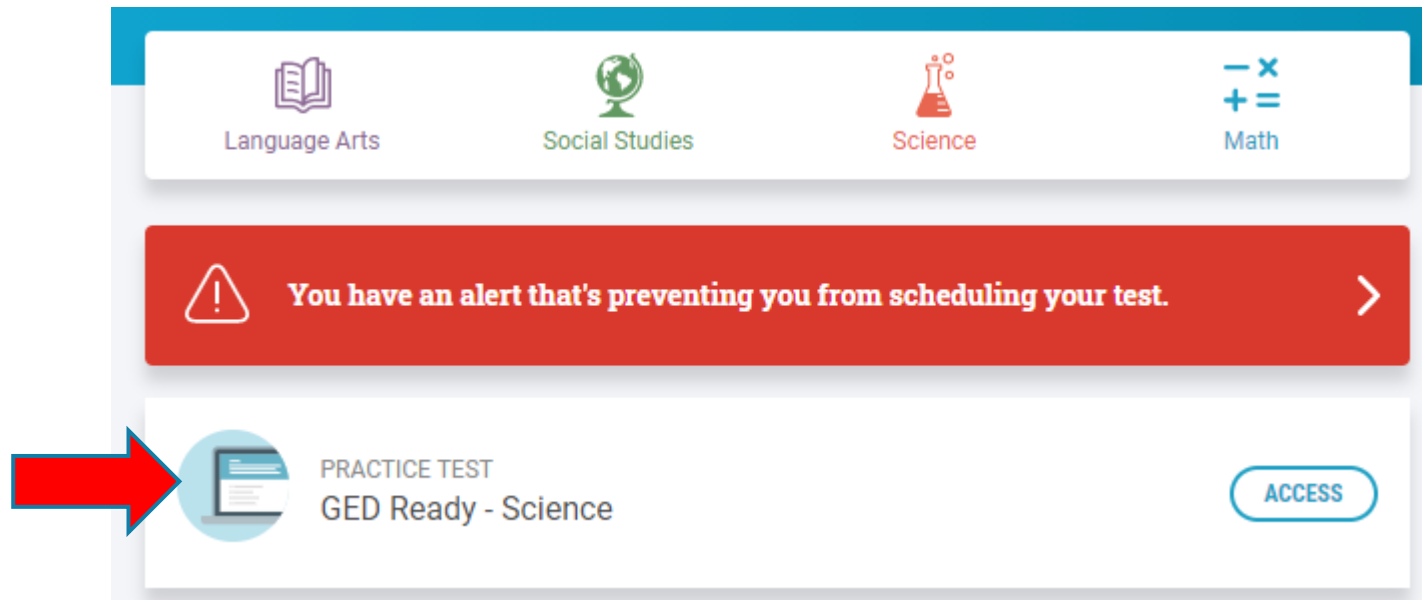 Language Arts
Social Studies
Science
Math
You have an alert that's preventing you from scheduling your test.
PRACTICE TEST
GED Ready - Science
ACCESS